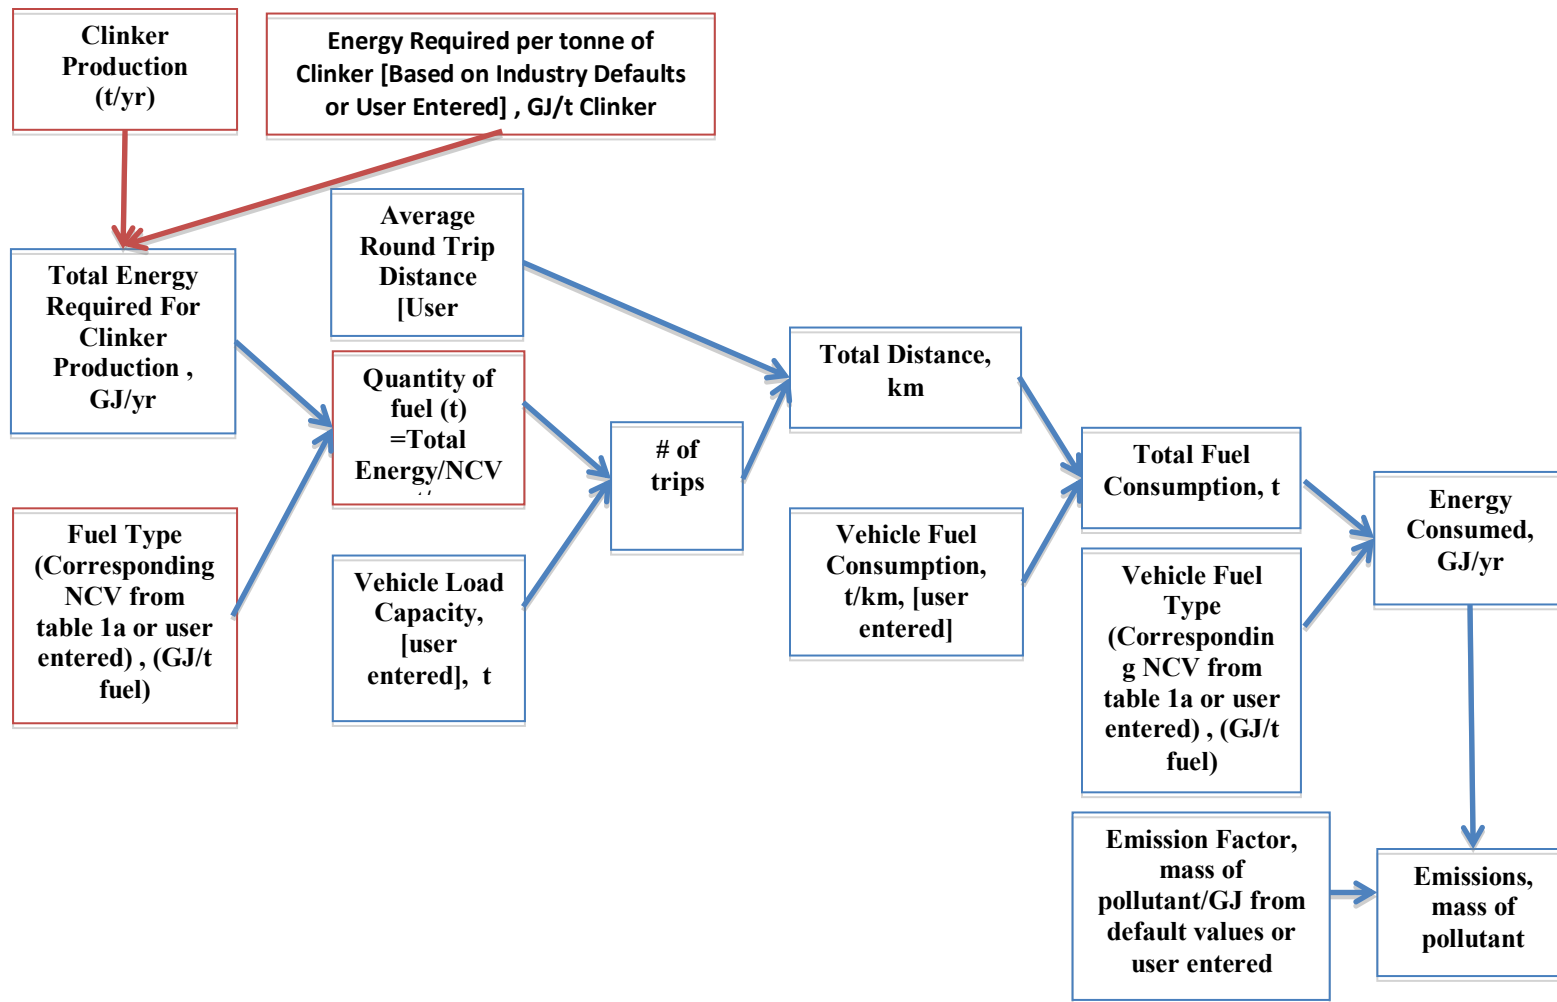 Clinker
Production
(t/yr)
Energy Required per tonne of
Clinker [Based on Industry Defaults
or User Entered] , GJ/t Clinker
Average
Round Trip
Distance
[User
Total Energy
Required For
Clinker
Production ,
GJ/yr
Quantity of
fuel (t)
=Total
Energy/NCV
Fuel Type
(Corresponding
NCV from
table 1a or user
entered) , (GJ/t
fuel)
Vehicle Load
Capacity,
[user
entered], t
# of
trips
Total Distance,
km
Vehicle Fuel
Consumption,
t/km, [user
entered]
Total Fuel
Consumption, t
Vehicle Fuel
Type
(Correspondin
g NCV from
table 1a or user
entered) , (GJ/t
fuel)
Energy
Consumed,
GJ/yr
Emission Factor,
mass of
pollutant/GJ from
default values or
user entered
Emissions,
mass of
pollutant